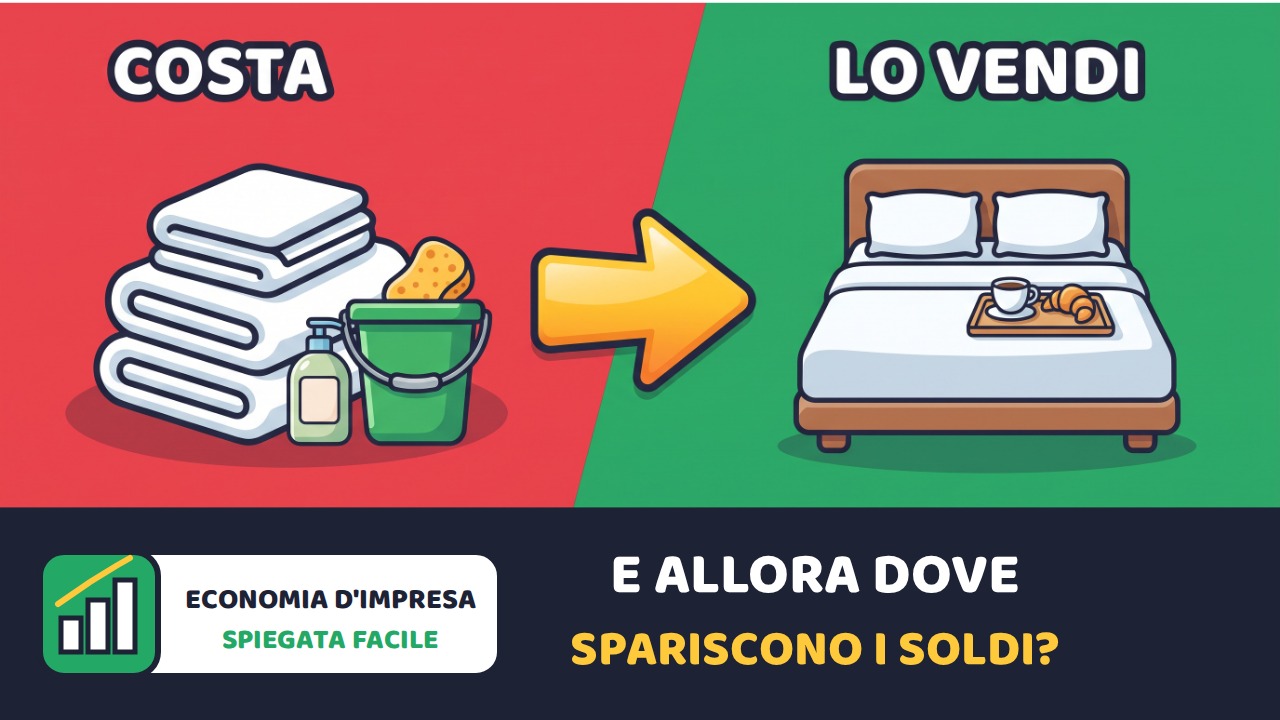 COSTA
LO VENDI
ECONOMIA D'IMPRESA
SPIEGATA FACILE
E ALLORA DOVE
SPARISCONO I SOLDI?